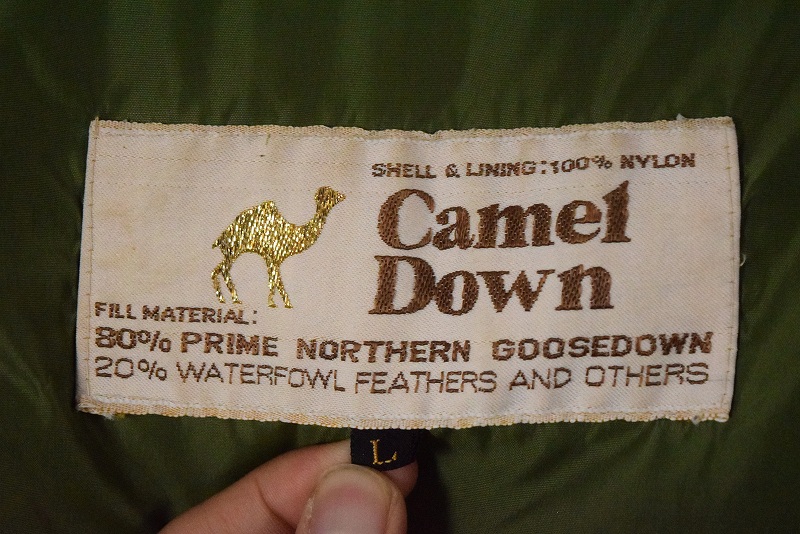 SHELL & LINING:100% NYLON
Camel
Down
FILL MATERIAL:
80% PRIME NORTHERN GOOSEDOWN
20% WATERFOWL FEATHERS AND OTHERS
L